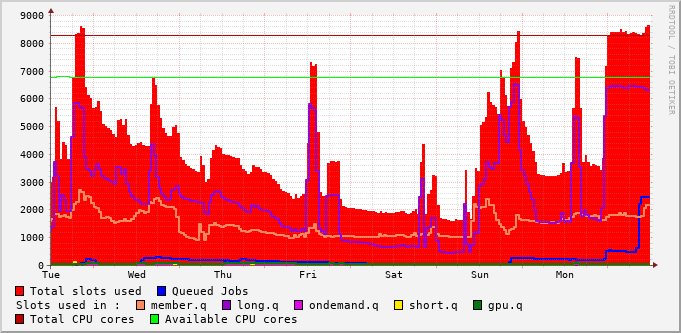 RRDTOOL / TOBI OETIKER
9000
8000
7000
6000
5000
4000
3000
2000
1000
0
Tue Wed Thu Fri Sat Sun Mon
Total slots used Queued Jobs
Slots used in : member.q long.q ondemand.q short.q gpu.q
Total CPU cores Available CPU cores